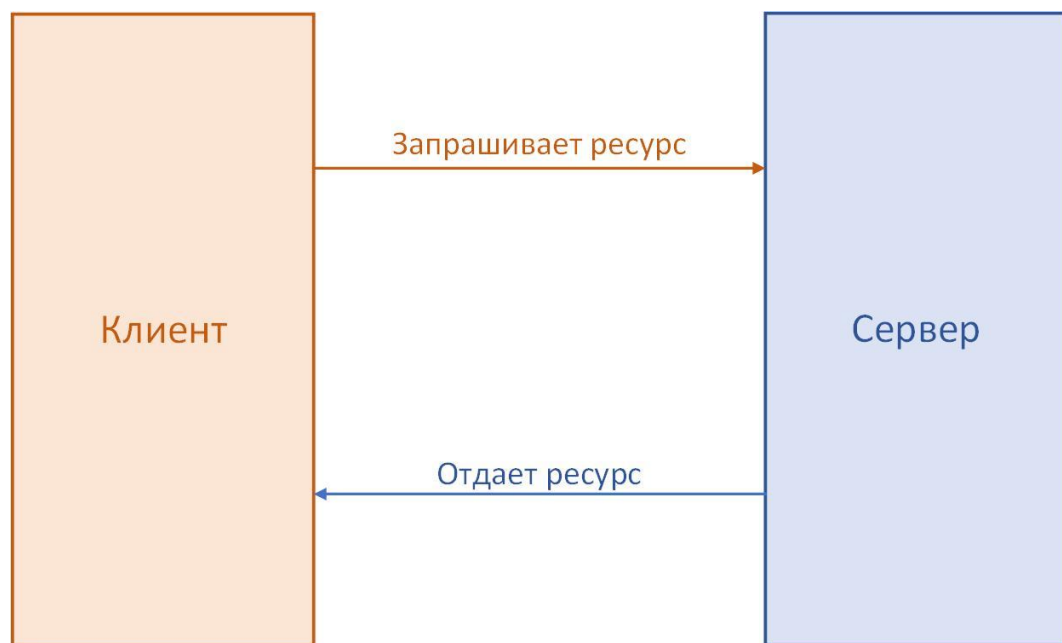 Запрашивает ресурс
Клиент
Сервер
Отдает ресурс